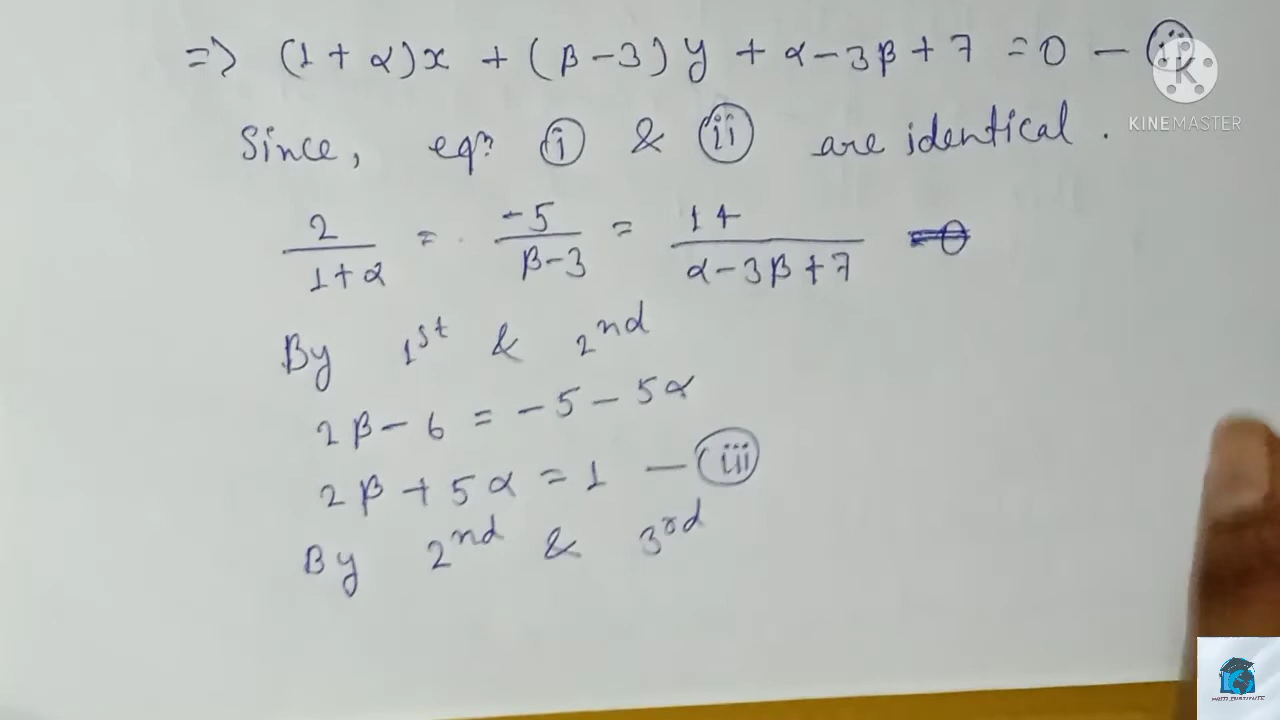 => (1 + α)x + (β - 3) y + α - 3β + 7 = 0 - (ii)
K
KINEMASTER
Since, eqn (i) & (ii) are identical.
2/(1 + α) = -5/(β - 3) = 14/(α - 3β + 7)
By 1st & 2nd
2β - 6 = -5 - 5α
2β + 5α = 1 - (iii)
By 2nd & 3rd